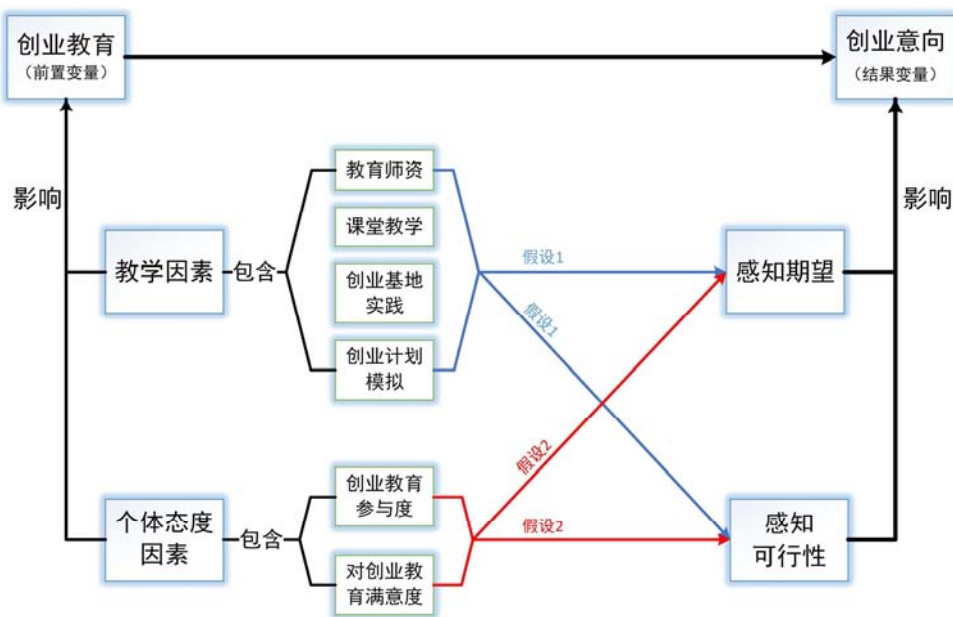 创业教育
（前置变量）
创业意向
（结果变量）
影响
影响
教育师资
课堂教学
教学因素
包含
创业基地
实践
创业计划
模拟
假设1
假设1
感知期望
假设2
假设2
个体态度
因素
包含
创业教育
参与度
对创业教
育满意度
感知
可行性